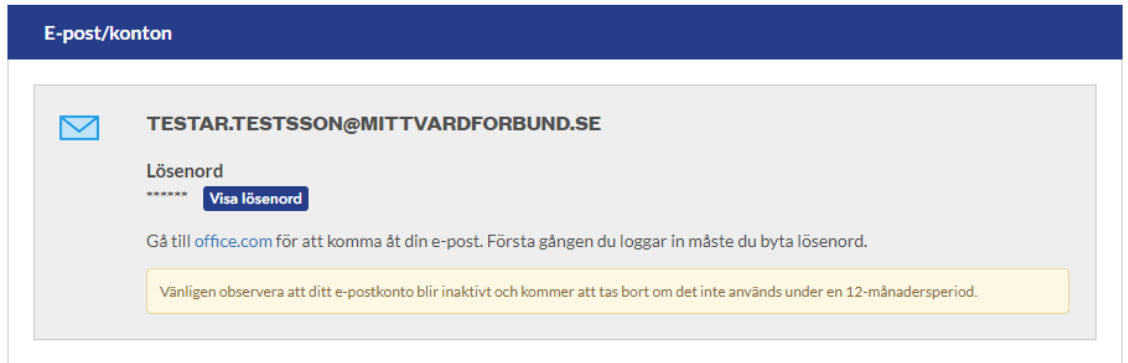 E-post/konton
TESTAR.TESTSSON@MITTVARDFORBUND.SE
Lösenord
****** Visa lösenord
Gå till office.com för att komma åt din e-post. Första gången du loggar in måste du byta lösenord.
Vänligen observera att ditt e-postkonto blir inaktivt och kommer att tas bort om det inte används under en 12-månadersperiod.